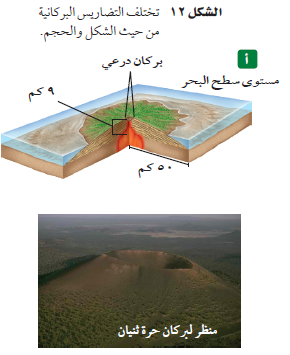 الشكل ١٢ تختلف التضاريس البركانية
من حيث الشكل والحجم.
أ
بركان درعي
مستوى سطح البحر
٩ كم
٥٠ كم
منظر لبركان حرة ثنيان